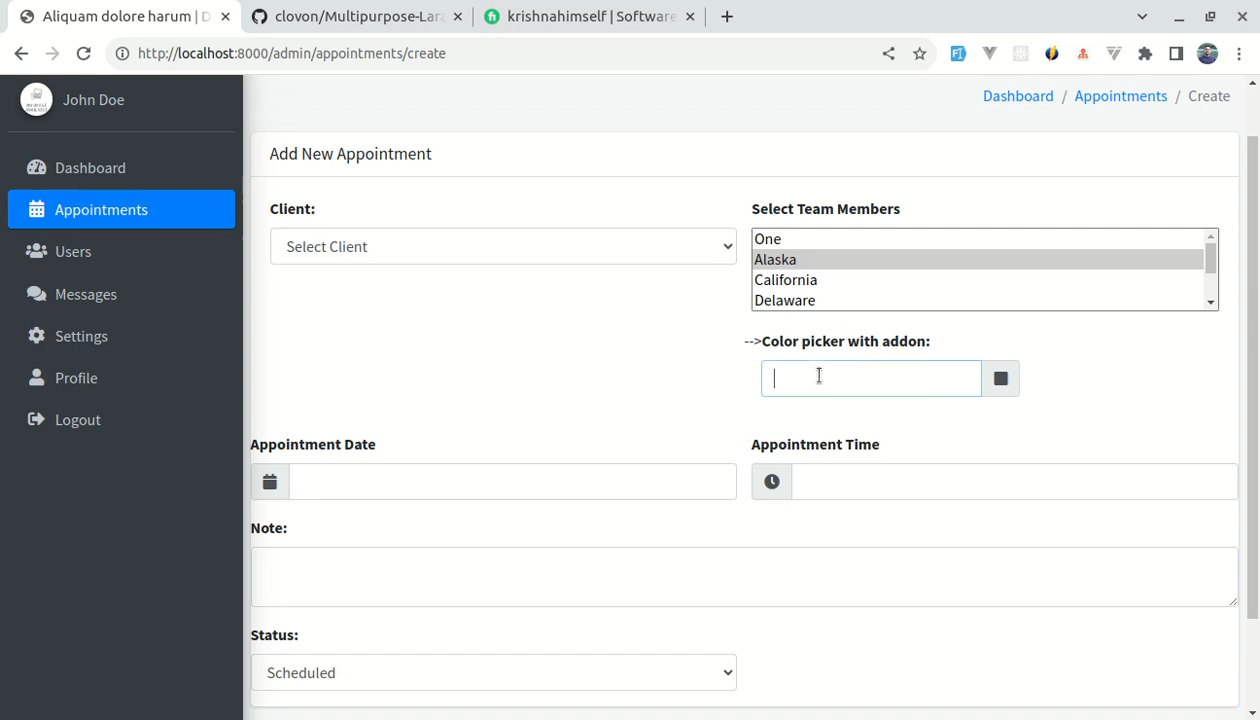 Aliquam dolore harum | D
clovon/Multipurpose-Lar
krishnahimself | Software
http://localhost:8000/admin/appointments/create
John Doe
Dashboard / Appointments / Create
Dashboard
Appointments
Users
Messages
Settings
Profile
Logout
Add New Appointment
Client:
Select Client
Select Team Members
One
Alaska
California
Delaware
-->Color picker with addon:
Appointment Date
Appointment Time
Note:
Status:
Scheduled